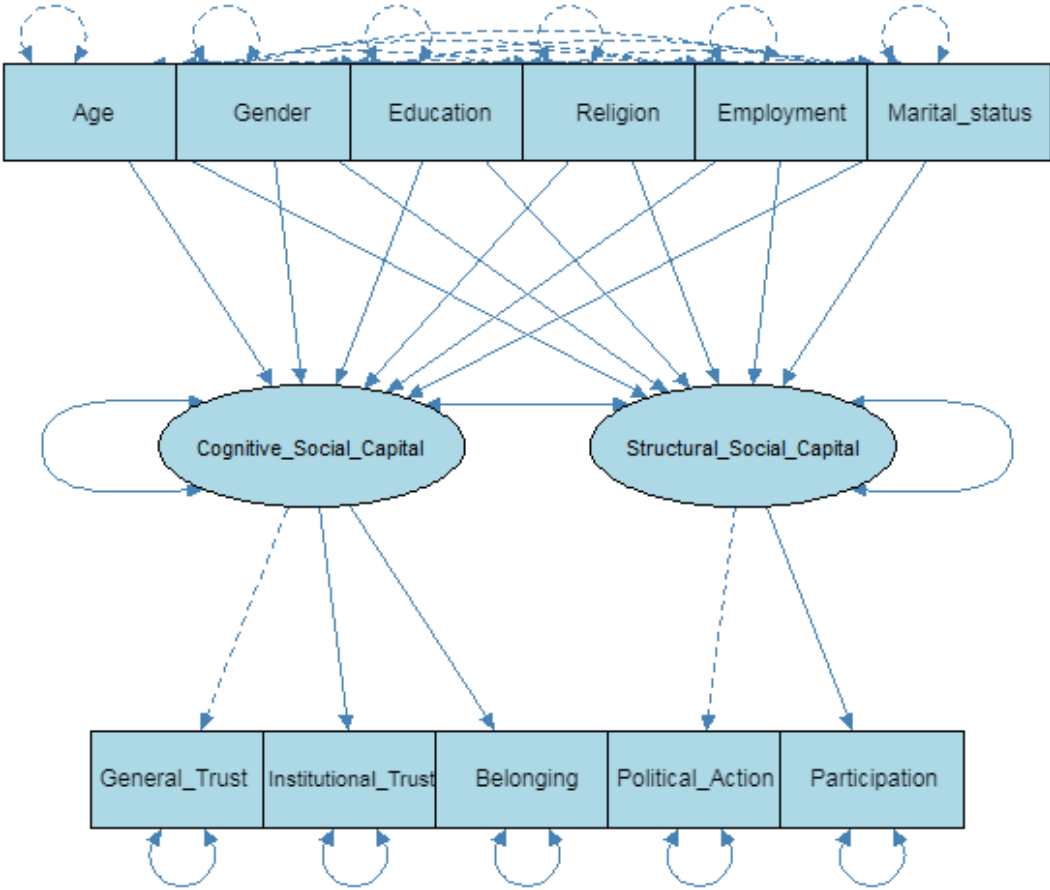 Age
Gender
Education
Religion
Employment
Marital_status
Cognitive_Social_Capital
Structural_Social_Capital
General_Trust
Institutional_Trust
Belonging
Political_Action
Participation